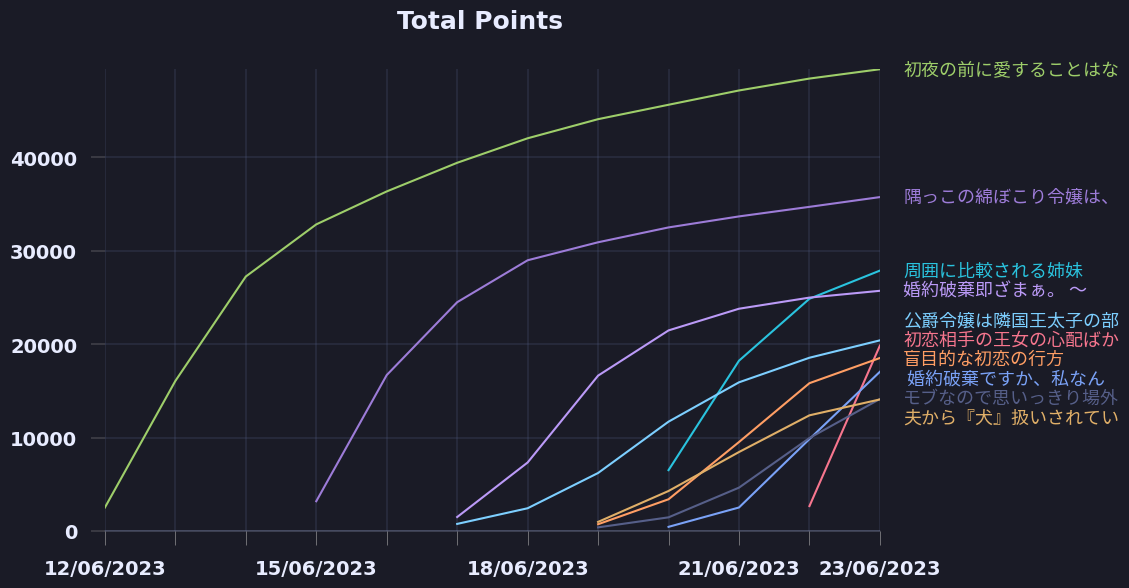 Total Points
初夜の前に愛することはな
40000
隅っこの綿ぼこり令嬢は、
30000
周囲に比較される姉妹
婚約破棄即ざまぁ。 ～
公爵令嬢は隣国王太子の部
20000
初恋相手の王女の心配ばか
盲目的な初恋の行方
婚約破棄ですか、私なん
モブなので思いっきり場外
10000
夫から『犬』扱いされてい
0
12/06/2023 15/06/2023 18/06/2023 21/06/2023 23/06/2023